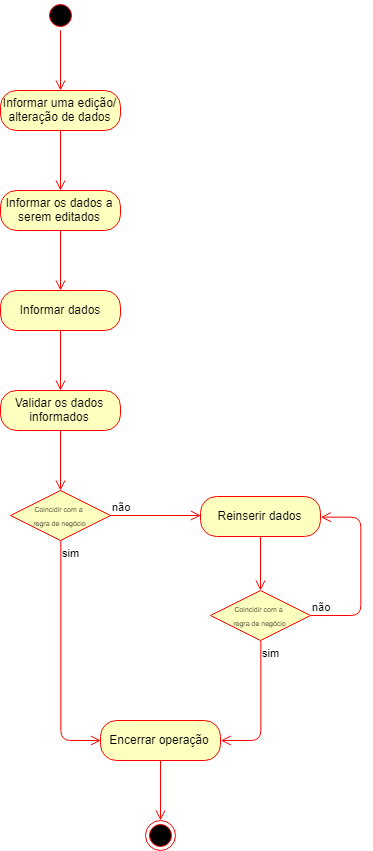 Informar uma edição/
alteração de dados
Informar os dados a
serem editados
Informar dados
Validar os dados
informados
Coincidir com a
regra de negócio
não
sim
Reinserir dados
Coincidir com a
regra de negócio
não
sim
Encerrar operação